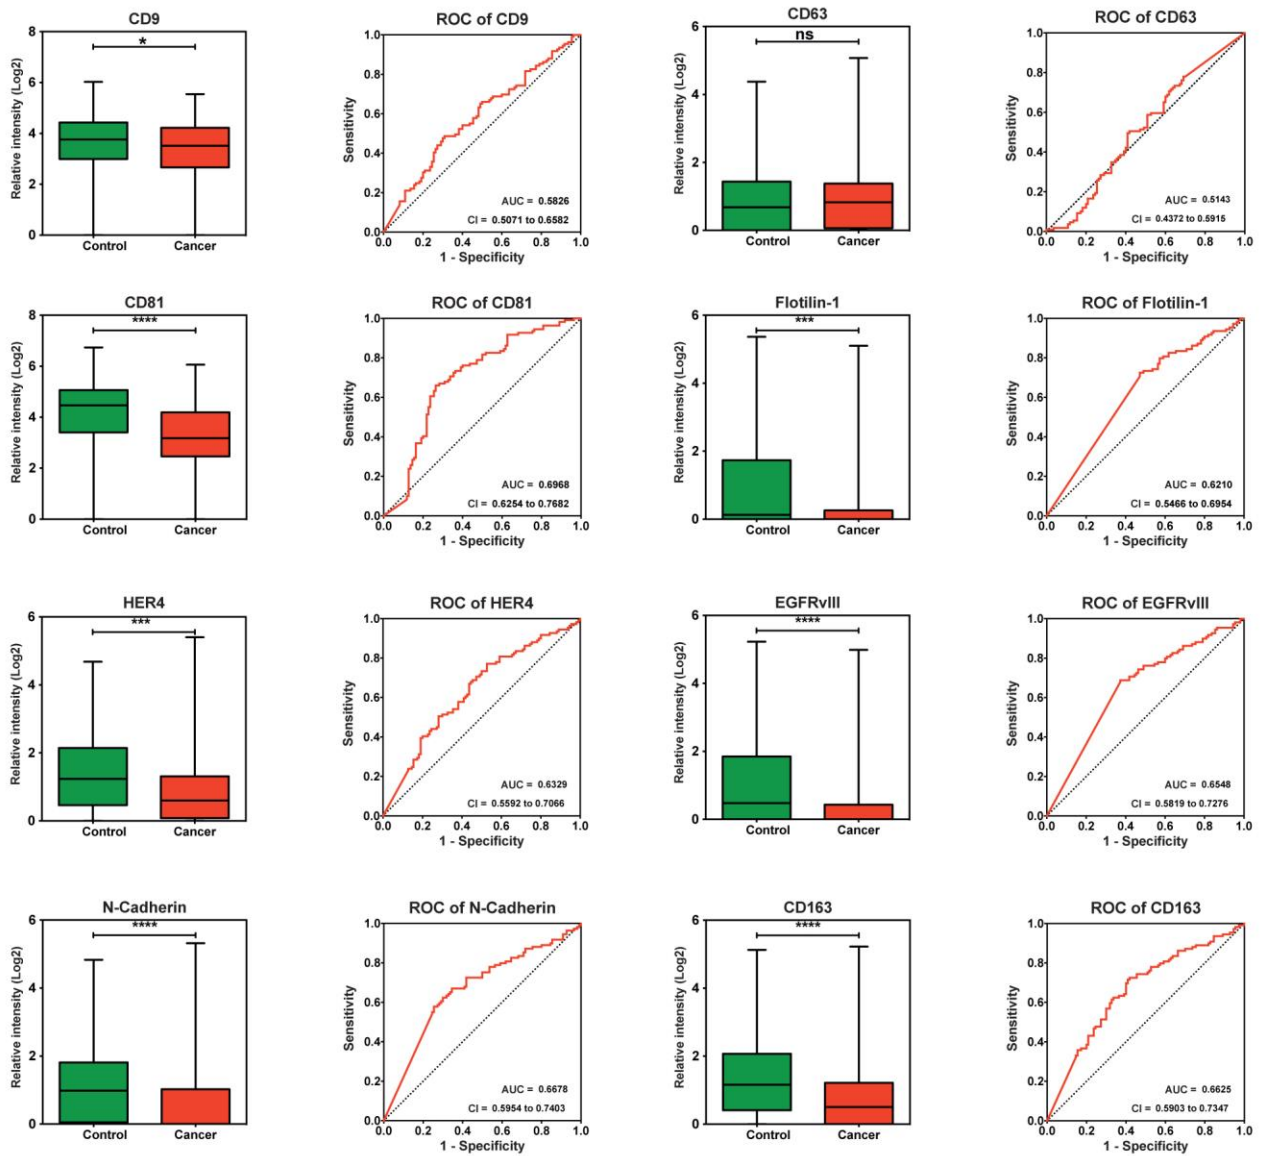 CD9
*
Relative intensity (Log2)
8
6
4
2
0
Control Cancer
ROC of CD9
Sensitivity
1.0
0.8
0.6
0.4
0.2
0.0
AUC = 0.5826
CI = 0.5071 to 0.6582
0.0 0.2 0.4 0.6 0.8 1.0
1 - Specificity
CD63
ns
Relative intensity (Log2)
6
4
2
0
Control Cancer
ROC of CD63
Sensitivity
1.0
0.8
0.6
0.4
0.2
0.0
AUC = 0.5143
CI = 0.4372 to 0.5915
0.0 0.2 0.4 0.6 0.8 1.0
1 - Specificity
CD81
****
Relative intensity (Log2)
8
6
4
2
0
Control Cancer
ROC of CD81
Sensitivity
1.0
0.8
0.6
0.4
0.2
0.0
AUC = 0.6968
CI = 0.6254 to 0.7682
0.0 0.2 0.4 0.6 0.8 1.0
1 - Specificity
Flotilin-1
***
Relative intensity (Log2)
6
4
2
0
Control Cancer
ROC of Flotilin-1
Sensitivity
1.0
0.8
0.6
0.4
0.2
0.0
AUC = 0.6210
CI = 0.5466 to 0.6954
0.0 0.2 0.4 0.6 0.8 1.0
1 - Specificity
HER4
***
Relative intensity (Log2)
6
4
2
0
Control Cancer
ROC of HER4
Sensitivity
1.0
0.8
0.6
0.4
0.2
0.0
AUC = 0.6329
CI = 0.5592 to 0.7066
0.0 0.2 0.4 0.6 0.8 1.0
1 - Specificity
EGFRvIII
****
Relative intensity (Log2)
6
4
2
0
Control Cancer
ROC of EGFRvIII
Sensitivity
1.0
0.8
0.6
0.4
0.2
0.0
AUC = 0.6548
CI = 0.5819 to 0.7276
0.0 0.2 0.4 0.6 0.8 1.0
1 - Specificity
N-Cadherin
****
Relative intensity (Log2)
6
4
2
0
Control Cancer
ROC of N-Cadherin
Sensitivity
1.0
0.8
0.6
0.4
0.2
0.0
AUC = 0.6678
CI = 0.5954 to 0.7403
0.0 0.2 0.4 0.6 0.8 1.0
1 - Specificity
CD163
****
Relative intensity (Log2)
6
4
2
0
Control Cancer
ROC of CD163
Sensitivity
1.0
0.8
0.6
0.4
0.2
0.0
AUC = 0.6625
CI = 0.5903 to 0.7347
0.0 0.2 0.4 0.6 0.8 1.0
1 - Specificity